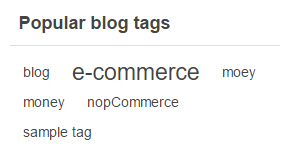 Popular blog tags
blog e-commerce moey
money nopCommerce
sample tag